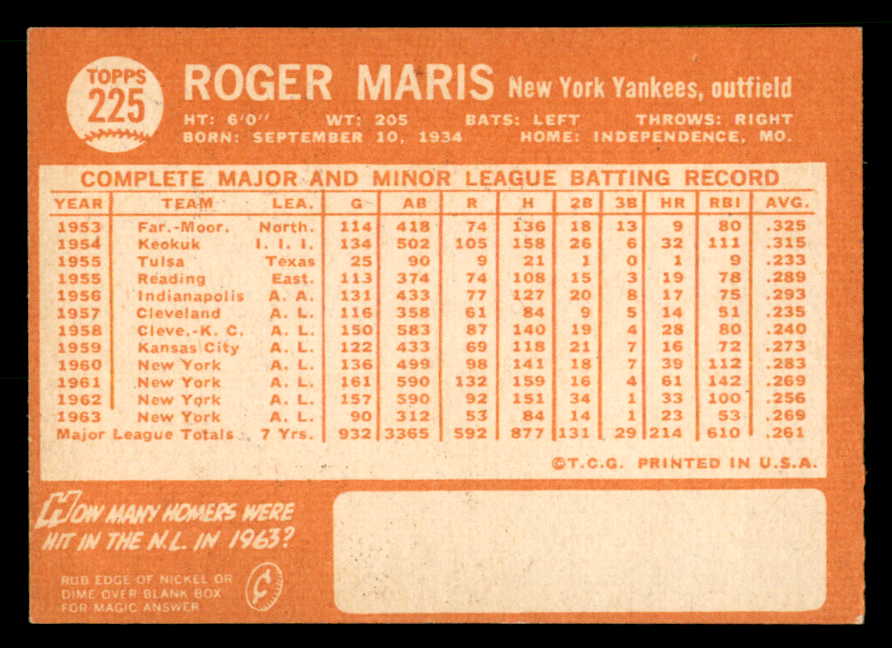 TOPPS
225
ROGER MARIS New York Yankees, outfield
HT: 6'0" WT: 205 BATS: LEFT THROWS: RIGHT
BORN: SEPTEMBER 10, 1934 HOME: INDEPENDENCE, MO.
COMPLETE MAJOR AND MINOR LEAGUE BATTING RECORD
YEAR TEAM LEA. G AB R H 2B 3B HR RBI AVG.
1953 Far.-Moor. North. 114 418 74 136 18 13 9 80 .325
1954 Keokuk I. I. I. 134 502 105 158 26 6 32 111 .315
1955 Tulsa Texas 25 90 9 21 1 0 1 9 .233
1955 Reading East. 113 374 74 108 15 3 19 78 .289
1956 Indianapolis A. A. 131 433 77 127 20 8 17 75 .293
1957 Cleveland A. L. 116 358 61 84 9 5 14 51 .235
1958 Cleve.-K. C. A. L. 150 583 87 140 19 4 28 80 .240
1959 Kansas City A. L. 122 433 69 118 21 7 16 72 .273
1960 New York A. L. 136 499 98 141 18 7 39 112 .283
1961 New York A. L. 161 590 132 159 16 4 61 142 .269
1962 New York A. L. 157 590 92 151 34 1 33 100 .256
1963 New York A. L. 90 312 53 84 14 1 23 53 .269
Major League Totals 7 Yrs. 932 3365 592 877 131 29 214 610 .261
©T.C.G. PRINTED IN U.S.A.
HOW MANY HOMERS WERE
HIT IN THE N.L. IN 1963?
RUB EDGE OF NICKEL OR
DIME OVER BLANK BOX
FOR MAGIC ANSWER
¢